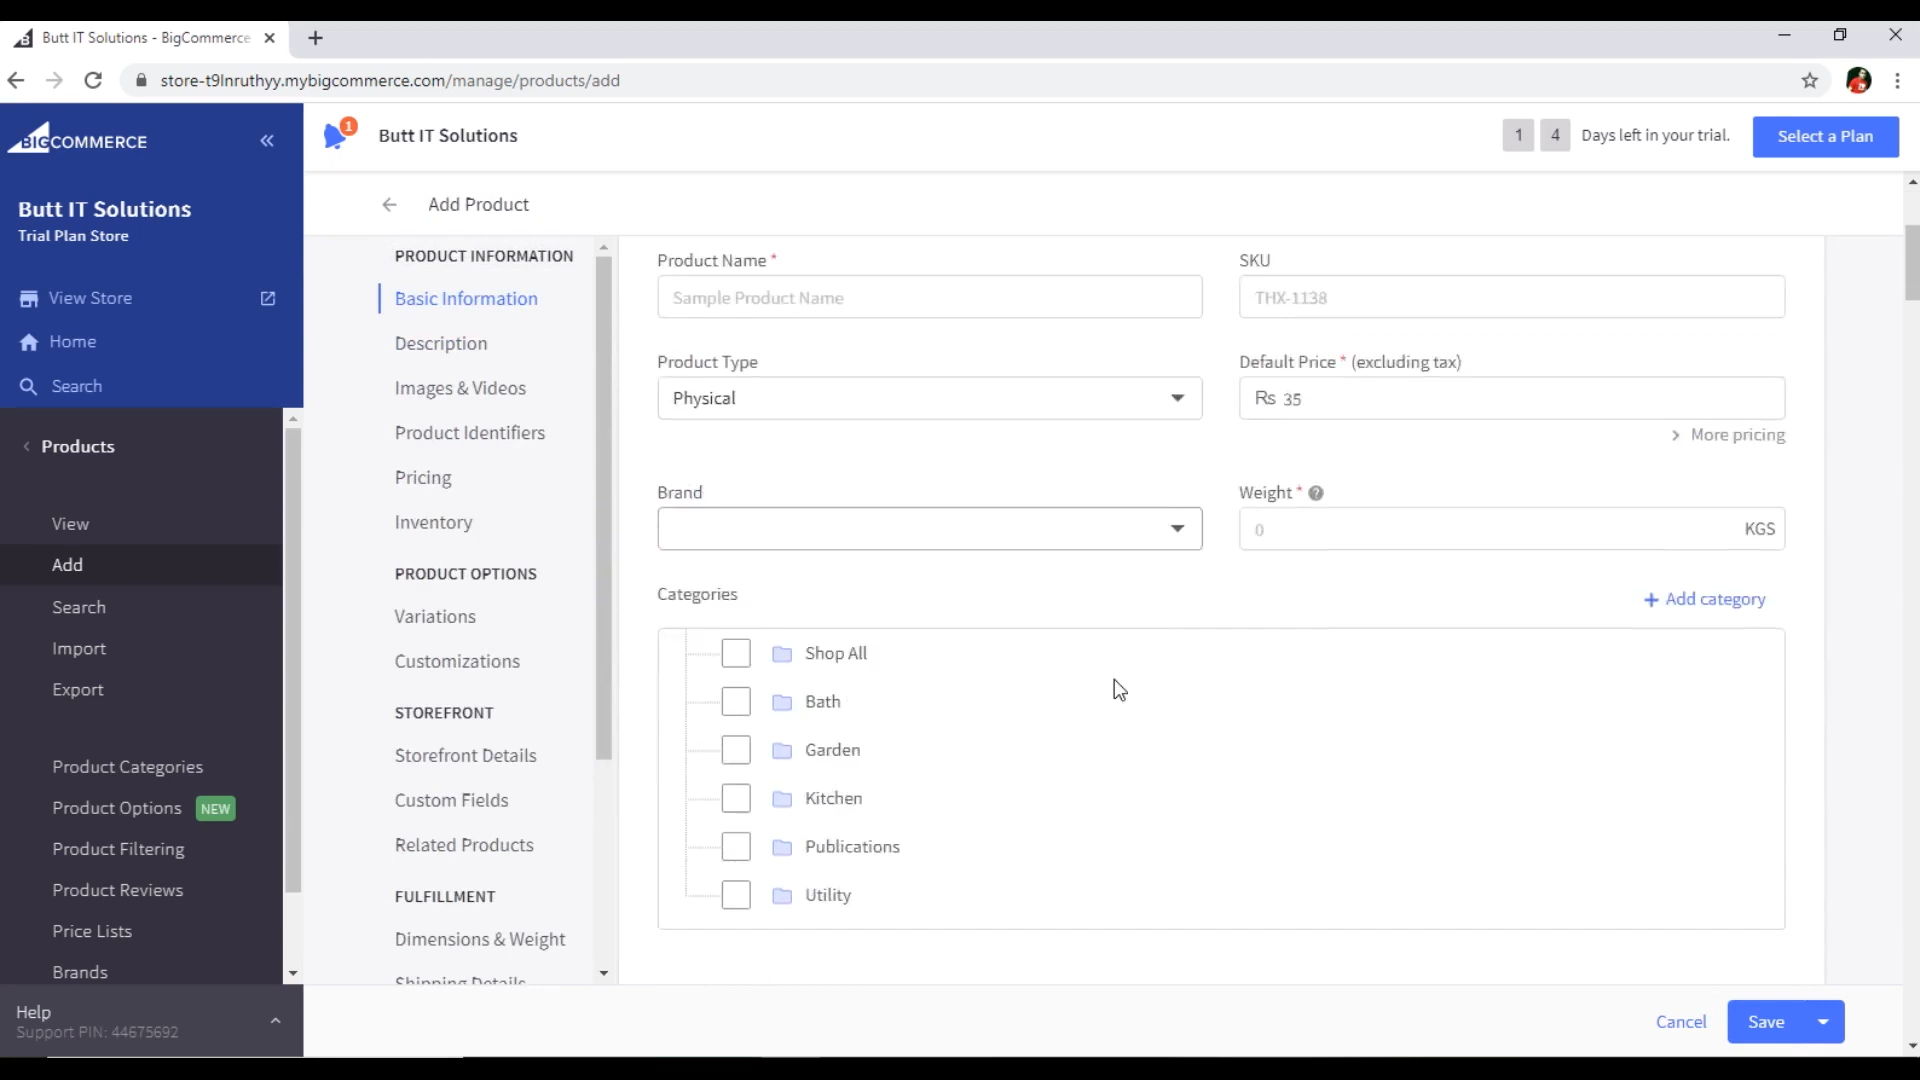 Butt IT Solutions - BigCommerce
store-t9lnruthyy.mybigcommerce.com/manage/products/add
BIGCOMMERCE
1
Butt IT Solutions
1 4 Days left in your trial.
Select a Plan
Butt IT Solutions
Trial Plan Store
View Store
Home
Search
Products
View
Add
Search
Import
Export
Product Categories
Product Options NEW
Product Filtering
Product Reviews
Price Lists
Brands
Help
Support PIN: 44675692
Add Product
PRODUCT INFORMATION
Basic Information
Description
Images & Videos
Product Identifiers
Pricing
Inventory
PRODUCT OPTIONS
Variations
Customizations
STOREFRONT
Storefront Details
Custom Fields
Related Products
FULFILLMENT
Dimensions & Weight
Shipping Details
Product Name *
Sample Product Name
SKU
THX-1138
Product Type
Physical
Default Price * (excluding tax)
Rs 35
More pricing
Brand
Weight * ?
0 KGS
Categories
+ Add category
Shop All
Bath
Garden
Kitchen
Publications
Utility
Cancel
Save